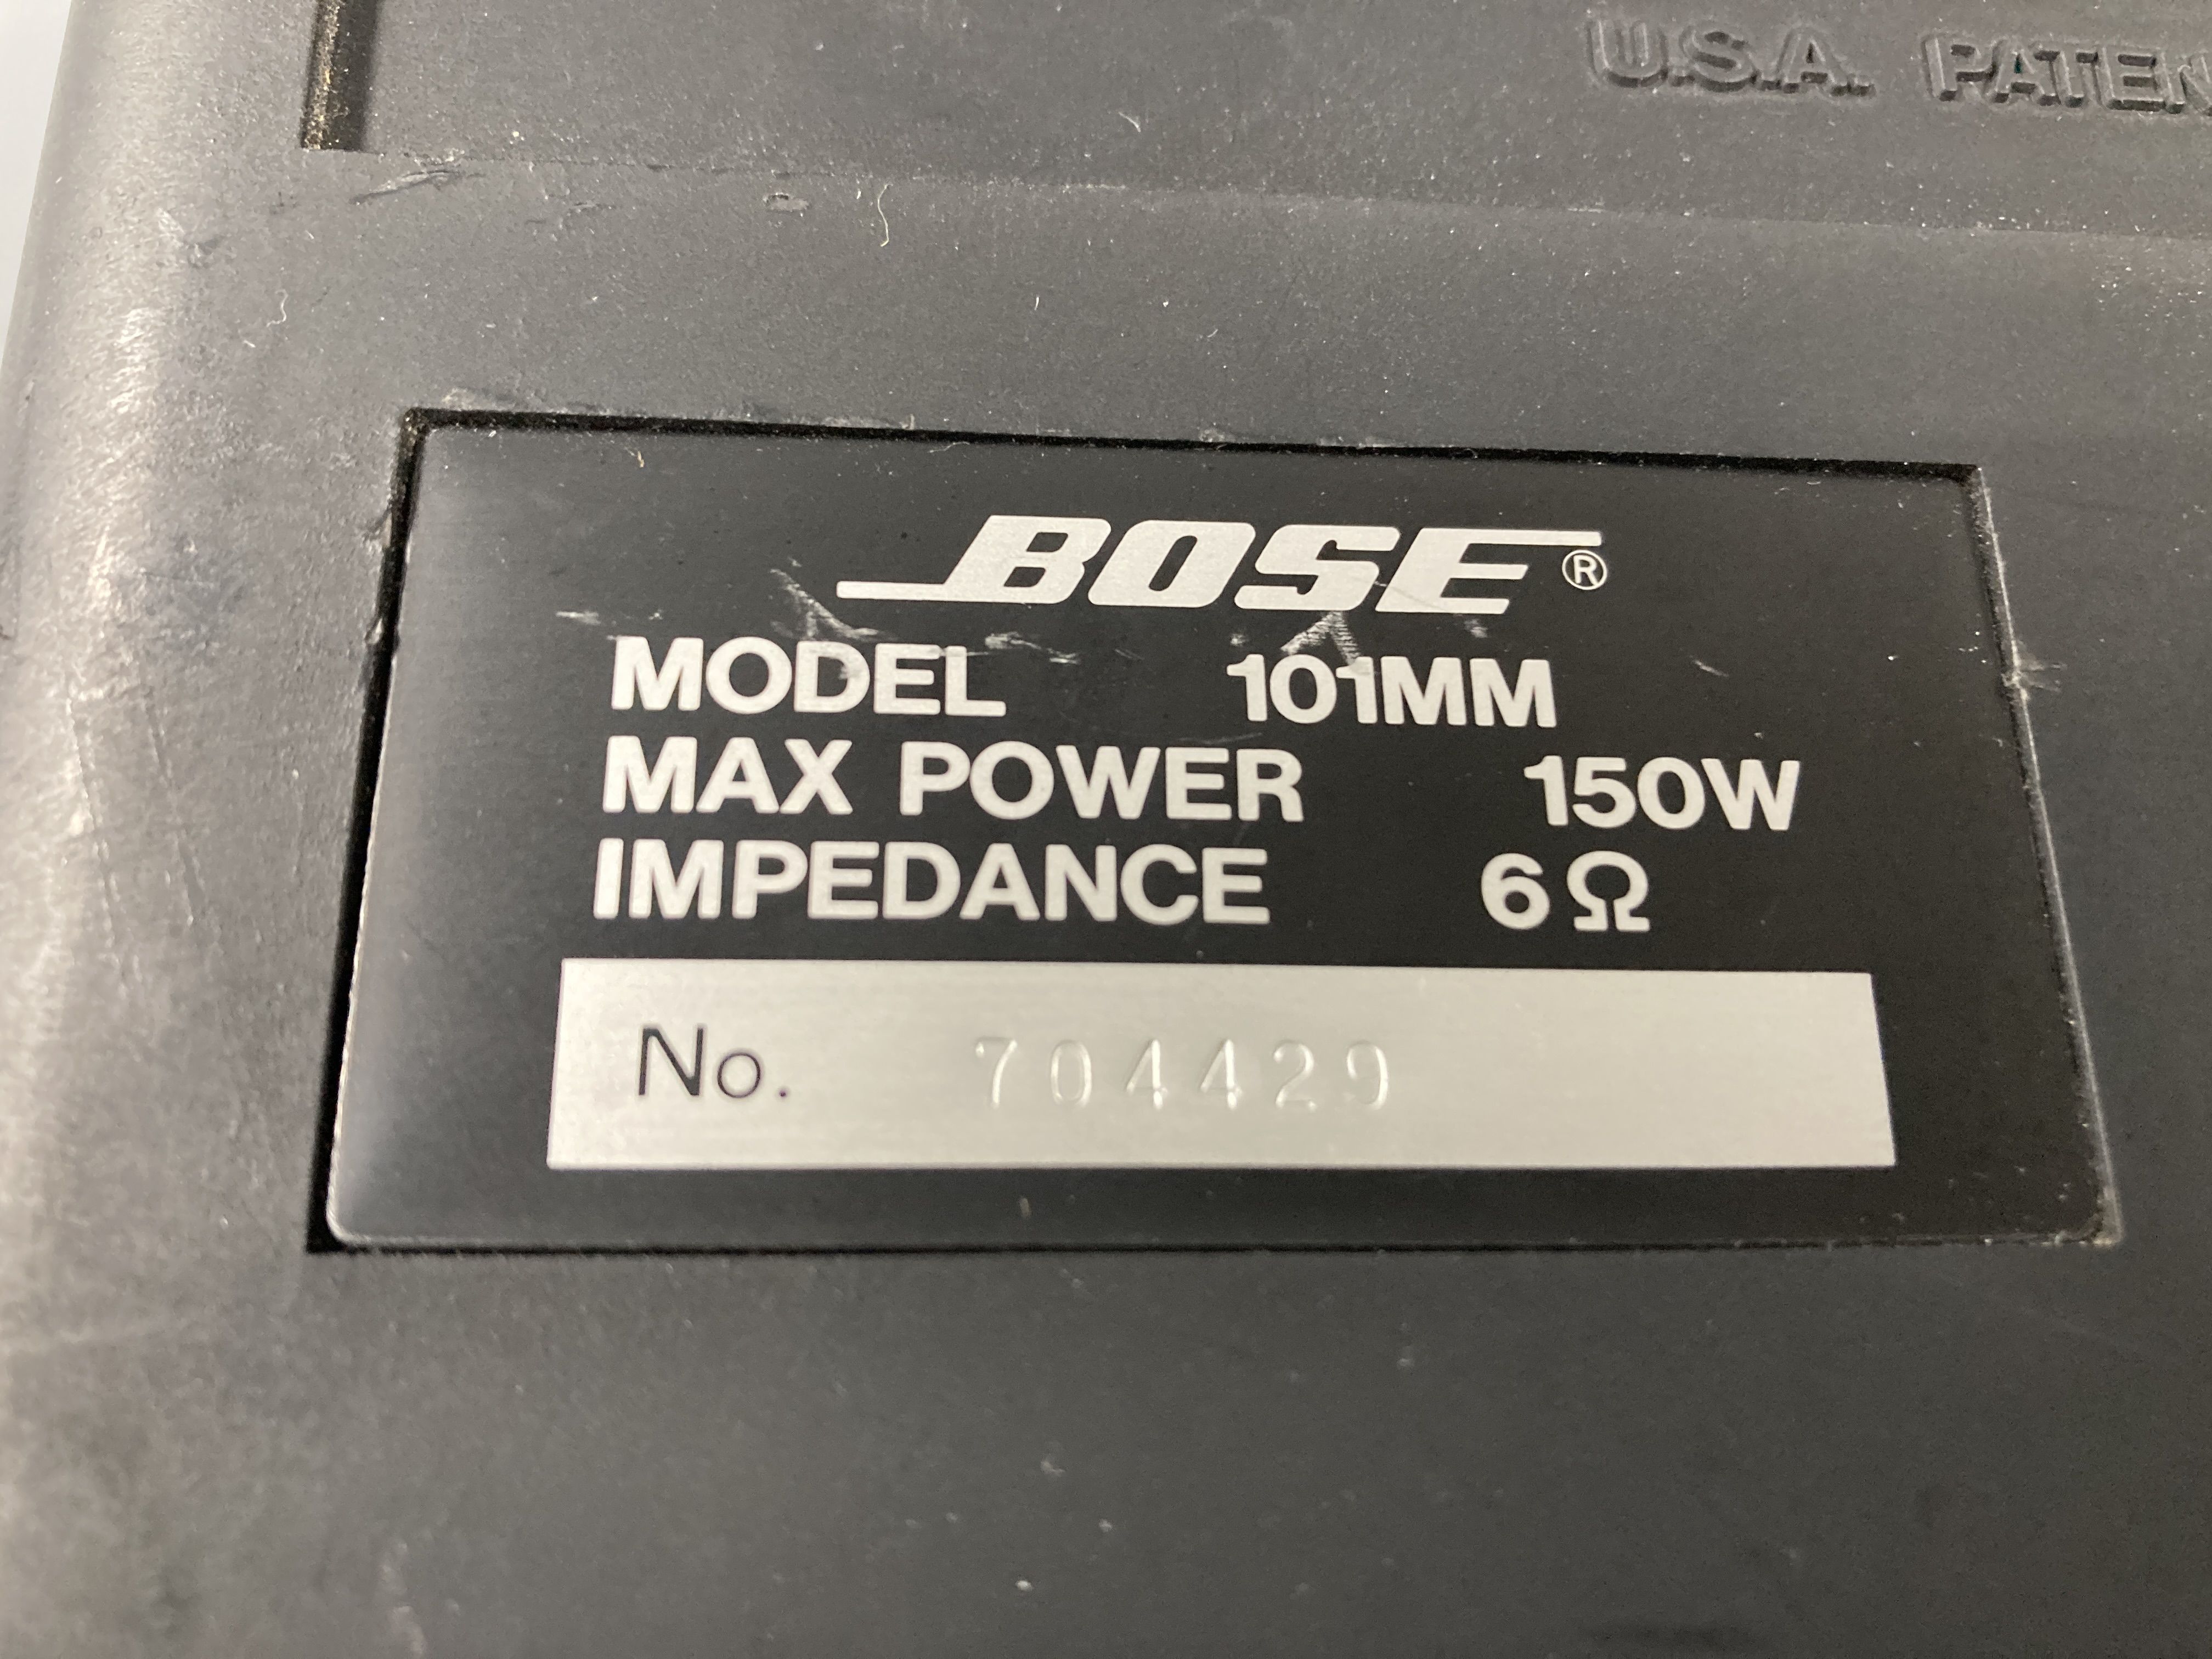 U.S.A. PATEN
BOSE®
MODEL 101MM
MAX POWER 150W
IMPEDANCE 6Ω
No. 704429